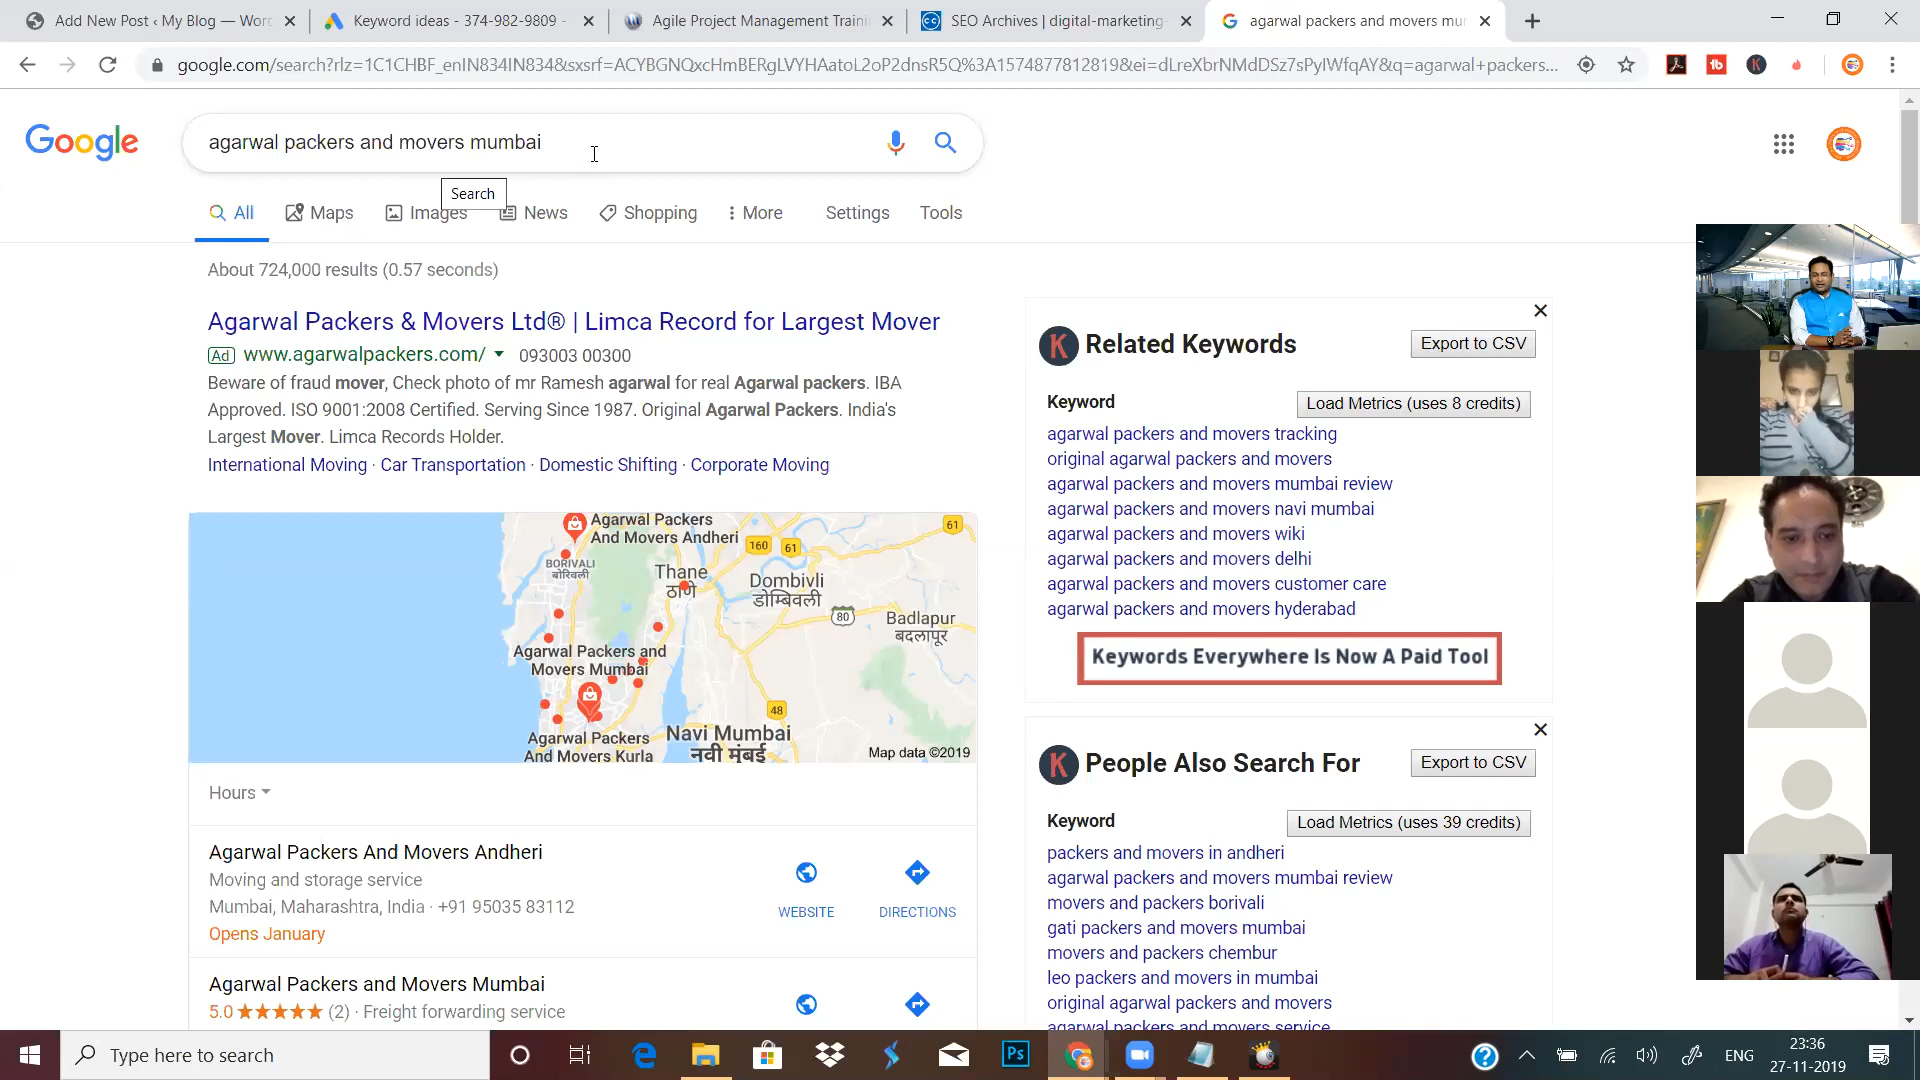 Add New Post ‹ My Blog — Word
Keyword ideas - 374-982-9809 -
Agile Project Management Traini
SEO Archives | digital-marketing-
agarwal packers and movers mum
google.com/search?rlz=1C1CHBF_enIN834IN834&sxsrf=ACYBGNQxcHmBERgLVYHAatoL2oP2dnsR5Q%3A1574877812819&ei=dLreXbrNMdDSz7sPyIWfqAY&q=agarwal+packers...
Google
agarwal packers and movers mumbai
Search
All
Maps
Images
News
Shopping
More
Settings
Tools
About 724,000 results (0.57 seconds)
Agarwal Packers & Movers Ltd® | Limca Record for Largest Mover
Ad www.agarwalpackers.com/ 093003 00300
Beware of fraud mover, Check photo of mr Ramesh agarwal for real Agarwal packers. IBA
Approved. ISO 9001:2008 Certified. Serving Since 1987. Original Agarwal Packers. India's
Largest Mover. Limca Records Holder.
International Moving · Car Transportation · Domestic Shifting · Corporate Moving
Agarwal Packers
And Movers Andheri
61
160
61
BORIVALI
बोरिवली
Thane
ठाणे
Dombivli
डोम्बिवली
80
Badlapur
बदलापूर
Agarwal Packers and
Movers Mumbai
48
Agarwal Packers
And Movers Kurla
Navi Mumbai
नवी मुंबई
Map data ©2019
Hours
Agarwal Packers And Movers Andheri
Moving and storage service
Mumbai, Maharashtra, India · +91 95035 83112
Opens January
WEBSITE
DIRECTIONS
Agarwal Packers and Movers Mumbai
5.0 (2) · Freight forwarding service
K Related Keywords
Export to CSV
Keyword
Load Metrics (uses 8 credits)
agarwal packers and movers tracking
original agarwal packers and movers
agarwal packers and movers mumbai review
agarwal packers and movers navi mumbai
agarwal packers and movers wiki
agarwal packers and movers delhi
agarwal packers and movers customer care
agarwal packers and movers hyderabad
Keywords Everywhere Is Now A Paid Tool
K People Also Search For
Export to CSV
Keyword
Load Metrics (uses 39 credits)
packers and movers in andheri
agarwal packers and movers mumbai review
movers and packers borivali
gati packers and movers mumbai
movers and packers chembur
leo packers and movers in mumbai
original agarwal packers and movers
agarwal packers and movers service
Type here to search
Ps
ENG
23:36
27-11-2019